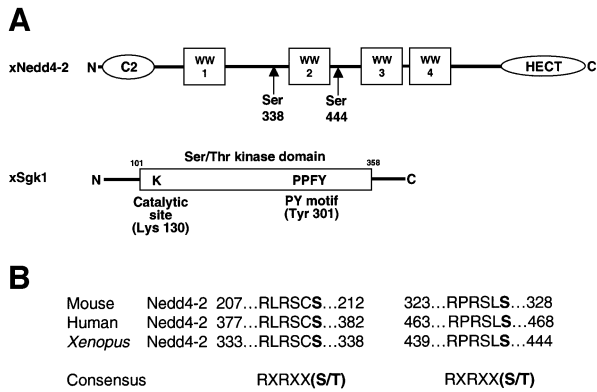 A
xNedd4-2 N C2 WW 1 WW 2 WW 3 WW 4 HECT C
Ser 338
Ser 444
Ser/Thr kinase domain
xSgk1 N 101 K PPFY 358 C
Catalytic site (Lys 130)
PY motif (Tyr 301)
B
Mouse Nedd4-2 207...RLRSCS...212 323...RPRSLS...328
Human Nedd4-2 377...RLRSCS...382 463...RPRSLS...468
Xenopus Nedd4-2 333...RLRSCS...338 439...RPRSLS...444
Consensus RXRXX(S/T) RXRXX(S/T)